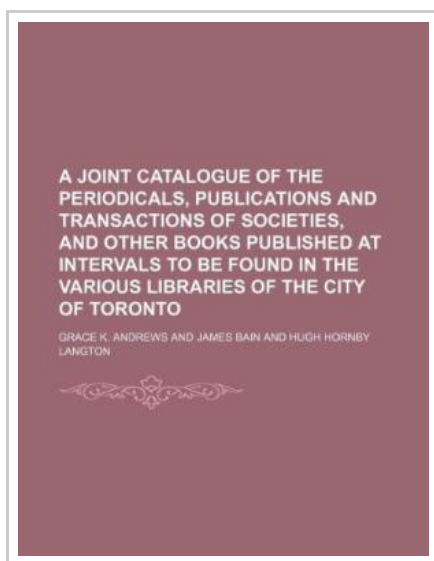 A JOINT CATALOGUE OF THE
PERIODICALS, PUBLICATIONS AND
TRANSACTIONS OF SOCIETIES,
AND OTHER BOOKS PUBLISHED AT
INTERVALS TO BE FOUND IN THE
VARIOUS LIBRARIES OF THE CITY
OF TORONTO
GRACE K. ANDREWS AND JAMES BAIN AND HUGH HORNBY
LANGTON